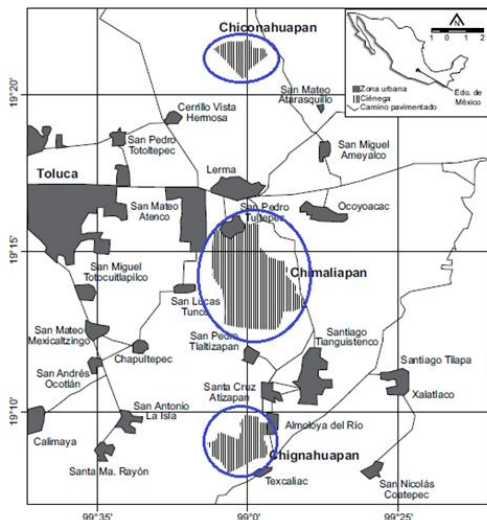 Chiconahuapan
N
1 0 1 2
Edo. de
México
Zona urbana
Ciénega
Camino pavimentado
19°20'
San Mateo
Atarasquillo
Cerrillo Vista
Hermosa
San Pedro
Totoltepec
San Miguel
Ameyalco
Toluca
Lerma
San Mateo
Atenco
San Pedro
Tultepec
Ocoyoacac
19°15'
Chimaliapan
San Miguel
Totocuitlapilco
San Lucas
Tunco
San Mateo
Mexicaltzingo
Chapultepec
San Pedro
Tlaltizapan
Santiago
Tianguistenco
San Andrés
Ocotlán
Santiago Tilapa
Santa Cruz
Atizapan
Xalatlaco
19°10'
San Antonio
La Isla
Calimaya
Almoloya del Río
Chignahuapan
Santa Ma. Rayón
Texcaliac
San Nicolás
Coatepec
99°35'
99°0'
99°25'